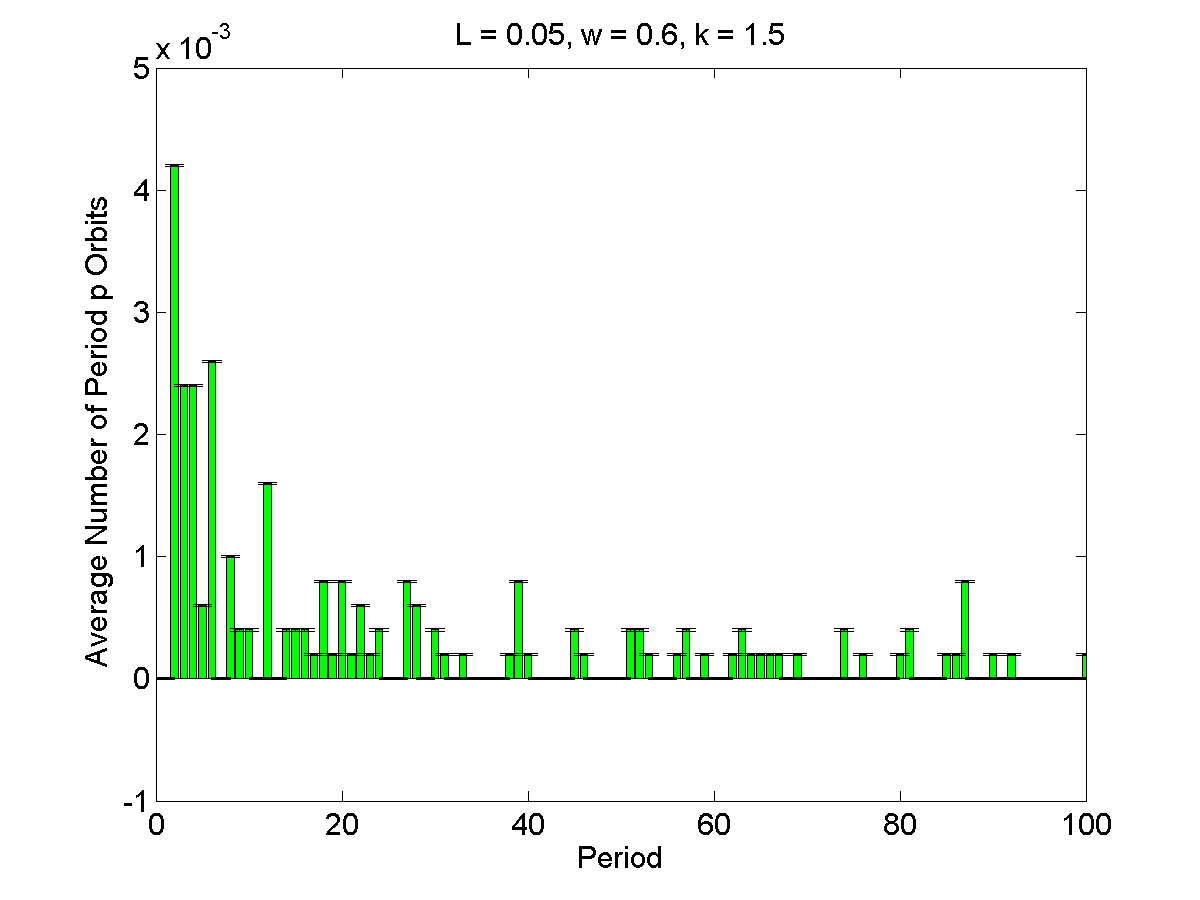 L = 0.05, w = 0.6, k = 1.5
x 10^-3
5
4
3
2
1
0
-1
Average Number of Period p Orbits
0 20 40 60 80 100
Period